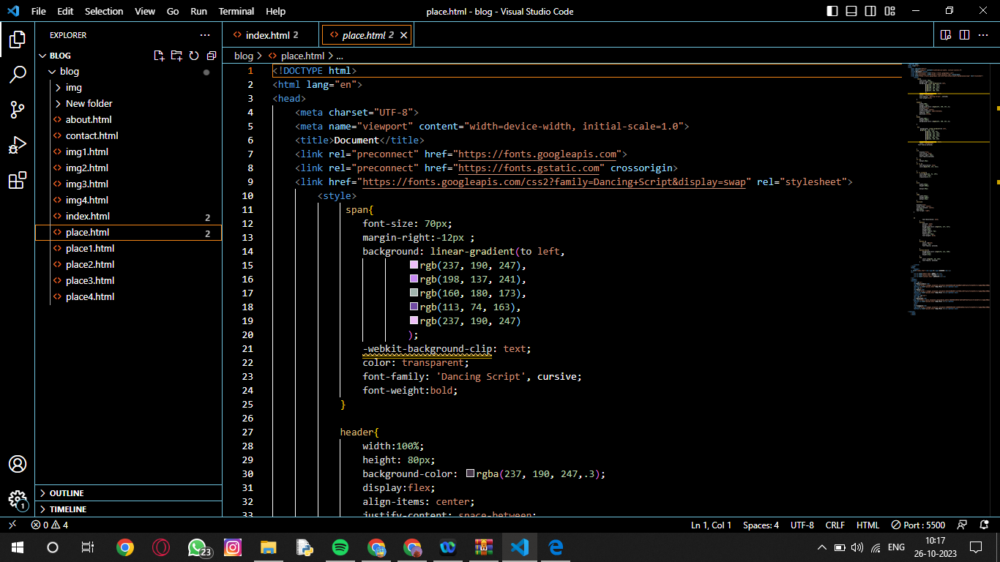 File Edit Selection View Go Run Terminal Help
place.html - blog - Visual Studio Code
EXPLORER
BLOG
blog
img
New folder
about.html
contact.html
img1.html
img2.html
img3.html
img4.html
index.html 2
place.html 2
place1.html
place2.html
place3.html
place4.html
OUTLINE
TIMELINE
index.html 2
place.html 2
blog > place.html > ...
1 <!DOCTYPE html>
2 <html lang="en">
3 <head>
4 <meta charset="UTF-8">
5 <meta name="viewport" content="width=device-width, initial-scale=1.0">
6 <title>Document</title>
7 <link rel="preconnect" href="https://fonts.googleapis.com">
8 <link rel="preconnect" href="https://fonts.gstatic.com" crossorigin>
9 <link href="https://fonts.googleapis.com/css2?family=Dancing+Script&display=swap" rel="stylesheet">
10 <style>
11 span{
12 font-size: 70px;
13 margin-right:-12px ;
14 background: linear-gradient(to left,
15 rgb(237, 190, 247),
16 rgb(198, 137, 241),
17 rgb(160, 180, 173),
18 rgb(113, 74, 163),
19 rgb(237, 190, 247)
20 );
21 -webkit-background-clip: text;
22 color: transparent;
23 font-family: 'Dancing Script', cursive;
24 font-weight:bold;
25 }
26
27 header{
28 width:100%;
29 height: 80px;
30 background-color: rgba(237, 190, 247,.3);
31 display:flex;
32 align-items: center;
33 justify-content: space-between;
1
0 4
Ln 1, Col 1 Spaces: 4 UTF-8 CRLF HTML Port : 5500
23
ENG
10:17
26-10-2023